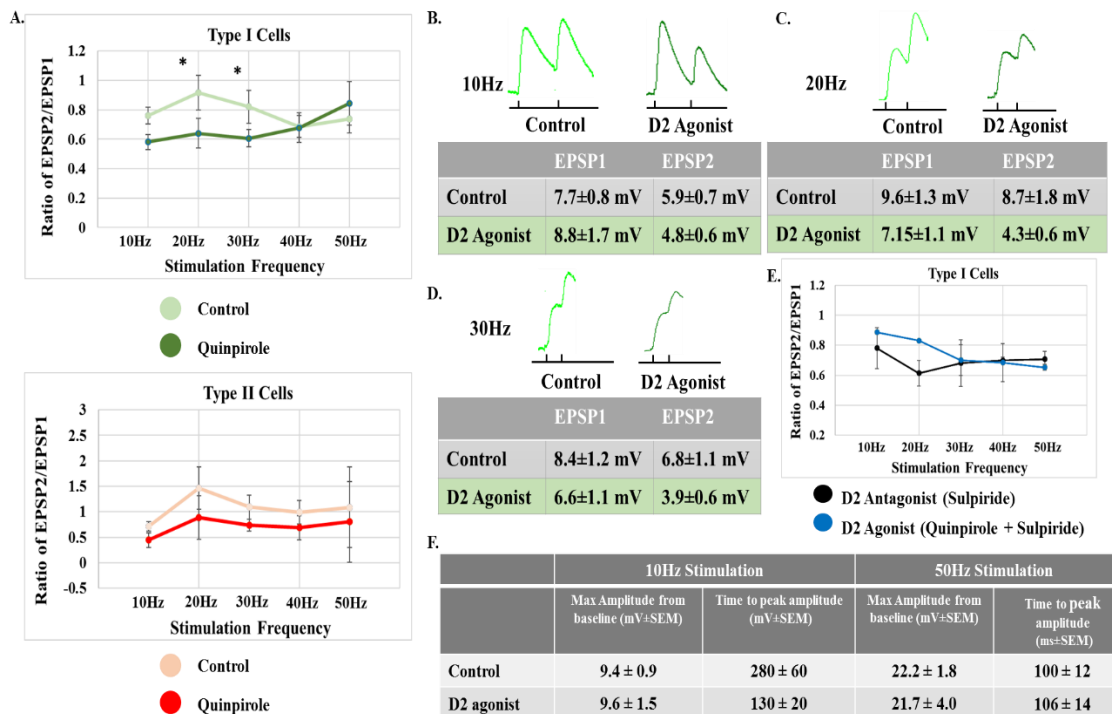 A.
Type I Cells
Ratio of EPSP2/EPSP1
1.2
1
0.8
0.6
0.4
0.2
0
* *
10Hz 20Hz 30Hz 40Hz 50Hz
Stimulation Frequency
Control
Quinpirole
Type II Cells
Ratio of EPSP2/EPSP1
3
2.5
2
1.5
1
0.5
0
-0.5
10Hz 20Hz 30Hz 40Hz 50Hz
Stimulation Frequency
Control
Quinpirole
B.
10Hz
Control D2 Agonist
EPSP1 EPSP2
Control 7.7±0.8 mV 5.9±0.7 mV
D2 Agonist 8.8±1.7 mV 4.8±0.6 mV
C.
20Hz
Control D2 Agonist
EPSP1 EPSP2
Control 9.6±1.3 mV 8.7±1.8 mV
D2 Agonist 7.15±1.1 mV 4.3±0.6 mV
D.
30Hz
Control D2 Agonist
EPSP1 EPSP2
Control 8.4±1.2 mV 6.8±1.1 mV
D2 Agonist 6.6±1.1 mV 3.9±0.6 mV
E.
Type I Cells
Ratio of EPSP2/EPSP1
1.2
1
0.8
0.6
0.4
0.2
10Hz 20Hz 30Hz 40Hz 50Hz
Stimulation Frequency
D2 Antagonist (Sulpiride)
D2 Agonist (Quinpirole + Sulpiride)
F.
10Hz Stimulation 50Hz Stimulation
Max Amplitude from baseline (mV±SEM) Time to peak amplitude (mV±SEM) Max Amplitude from baseline (mV±SEM) Time to peak amplitude (ms±SEM)
Control 9.4 ± 0.9 280 ± 60 22.2 ± 1.8 100 ± 12
D2 agonist 9.6 ± 1.5 130 ± 20 21.7 ± 4.0 106 ± 14